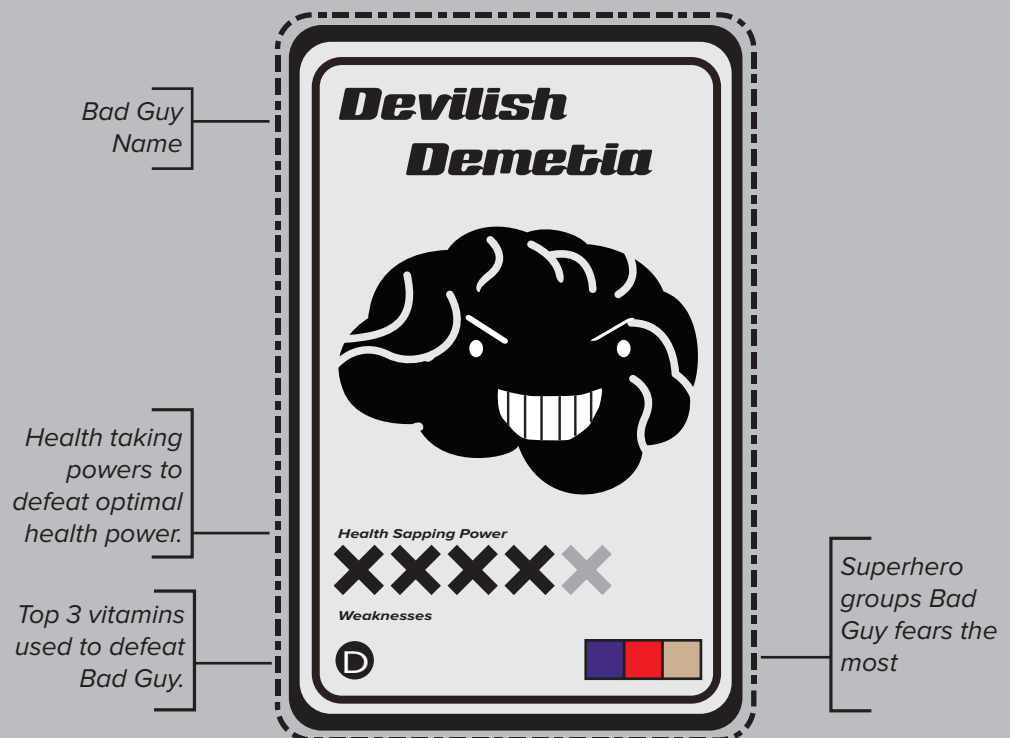 Devilish
Demetia
Bad Guy
Name
Health taking
powers to
defeat optimal
health power.
Health Sapping Power
Weaknesses
Top 3 vitamins
used to defeat
Bad Guy.
D
Superhero
groups Bad
Guy fears the
most